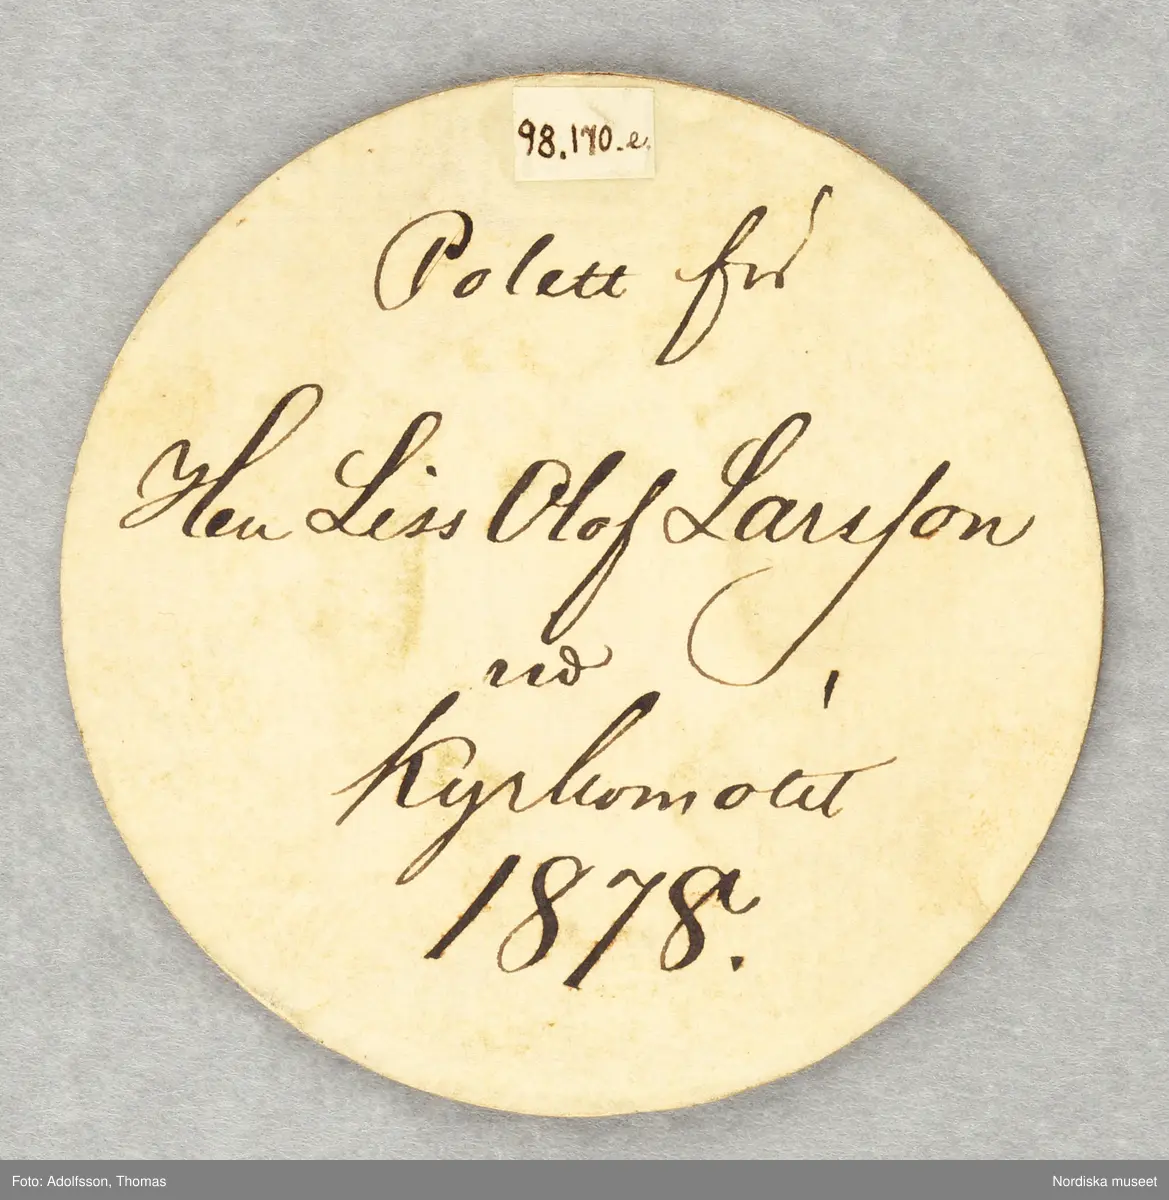 98.170.e.
Polett för
Herr Liss Olof Larsson
vid
Kyrkomötet
1878.
Foto: Adolfsson, Thomas
Nordiska museet